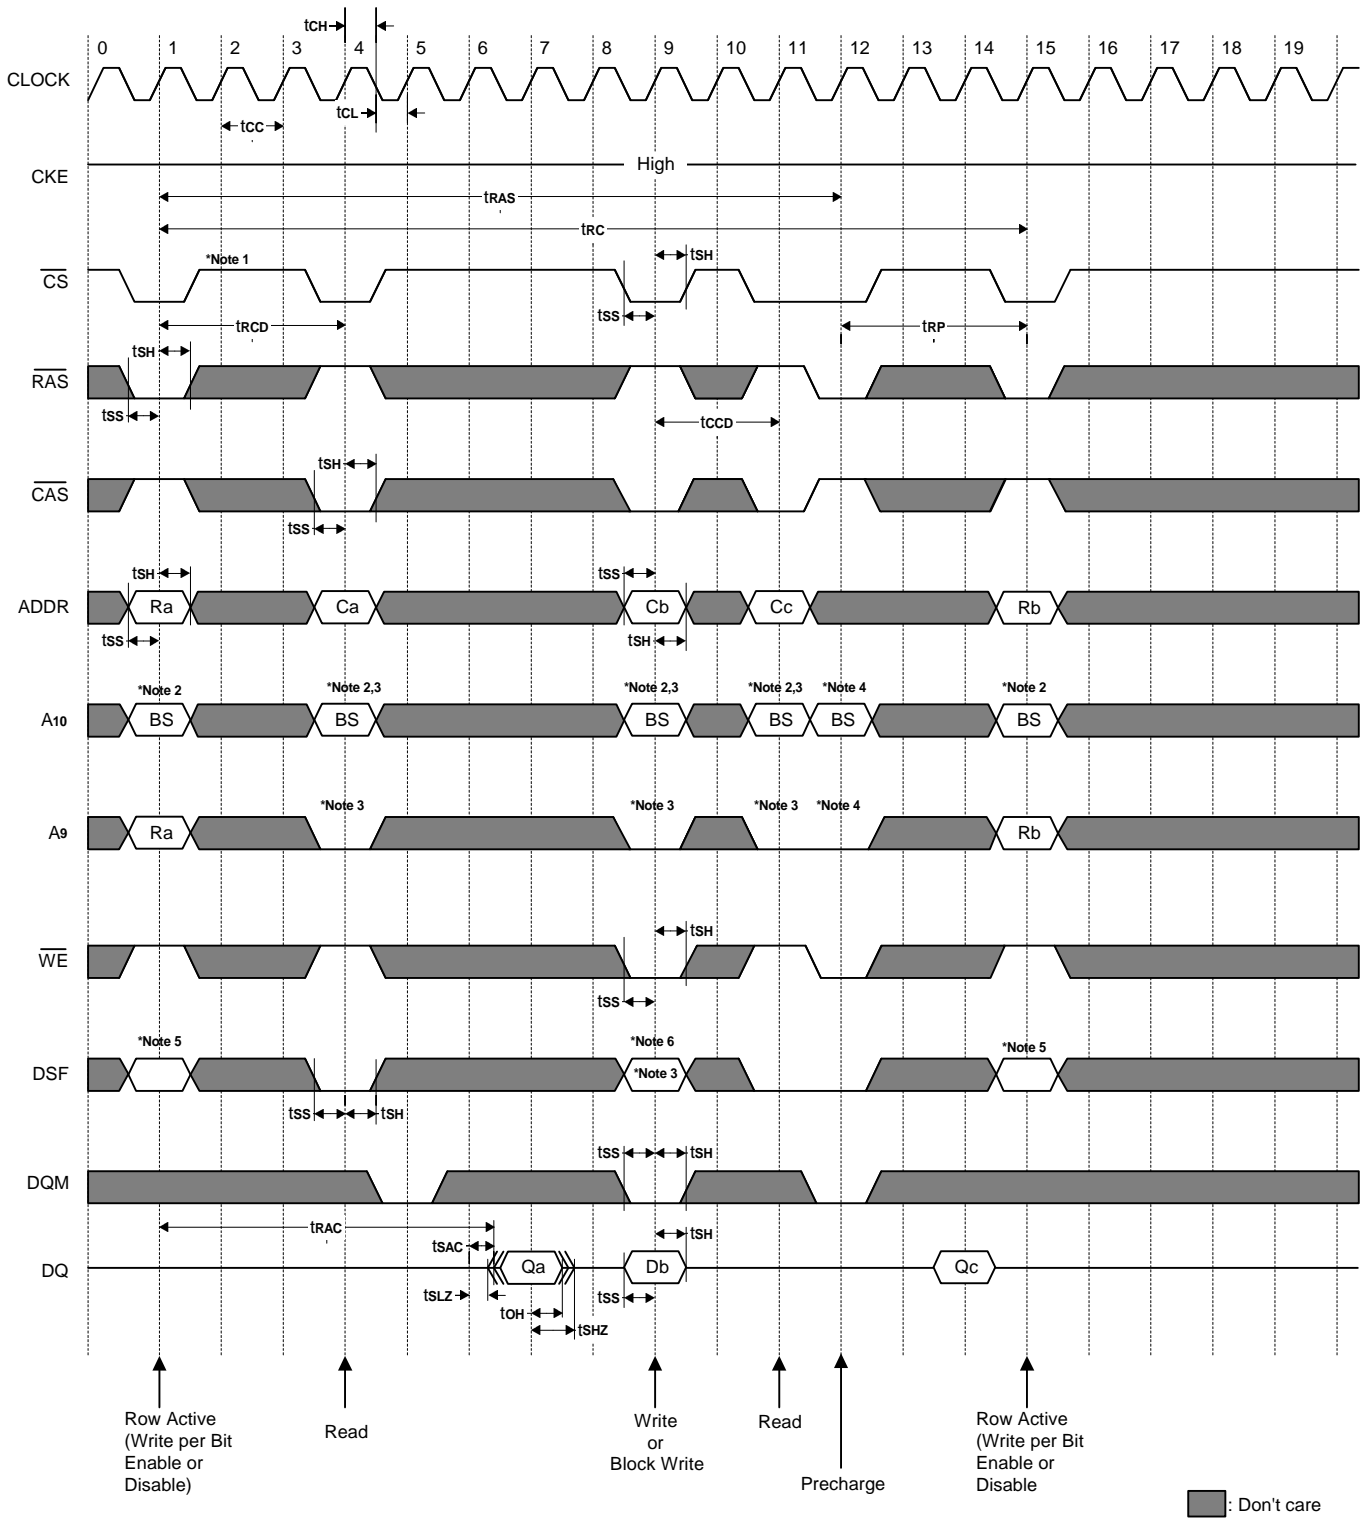 tCH
0 1 2 3 4 5 6 7 8 9 10 11 12 13 14 15 16 17 18 19
CLOCK
tCL
tCC
High
CKE
tRAS
tRC
*Note 1
tSH
CS
tSS
tRCD
tRP
tSH
RAS
tSS
tCCD
tSH
CAS
tSS
tSH
tSS
ADDR Ra Ca Cb Cc Rb
tSS
tSH
*Note 2 *Note 2,3 *Note 2,3 *Note 2,3 *Note 4 *Note 2
A10 BS BS BS BS BS BS
*Note 3 *Note 3 *Note 3 *Note 4
A9 Ra Rb
tSH
WE
tSS
*Note 5 *Note 6 *Note 5
DSF *Note 3
tSS tSH
tSS tSH
DQM
tRAC
tSH
tSAC
DQ Qa Db Qc
tSLZ
tSS
tOH
tSHZ
Row Active
(Write per Bit
Enable or
Disable)
Read
Write
or
Block Write
Read
Precharge
Row Active
(Write per Bit
Enable or
Disable
: Don't care